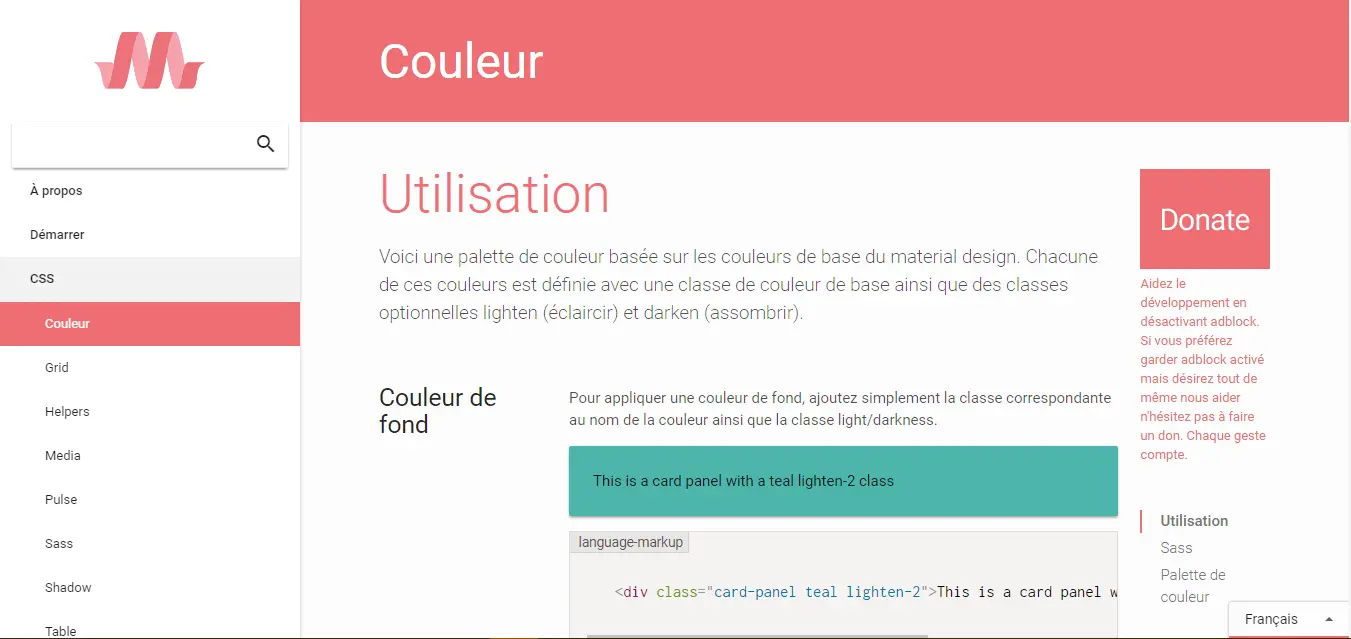 Couleur
À propos
Démarrer
CSS
Couleur
Grid
Helpers
Media
Pulse
Sass
Shadow
Table
Utilisation
Voici une palette de couleur basée sur les couleurs de base du material design. Chacune
de ces couleurs est définie avec une classe de couleur de base ainsi que des classes
optionnelles lighten (éclaircir) et darken (assombrir).
Couleur de
fond
Pour appliquer une couleur de fond, ajoutez simplement la classe correspondante
au nom de la couleur ainsi que la classe light/darkness.
This is a card panel with a teal lighten-2 class
language-markup
<div class="card-panel teal lighten-2">This is a card panel w
Donate
Aidez le
développement en
désactivant adblock.
Si vous préférez
garder adblock activé
mais désirez tout de
même nous aider
n'hésitez pas à faire
un don. Chaque geste
compte.
Utilisation
Sass
Palette de
couleur
Français